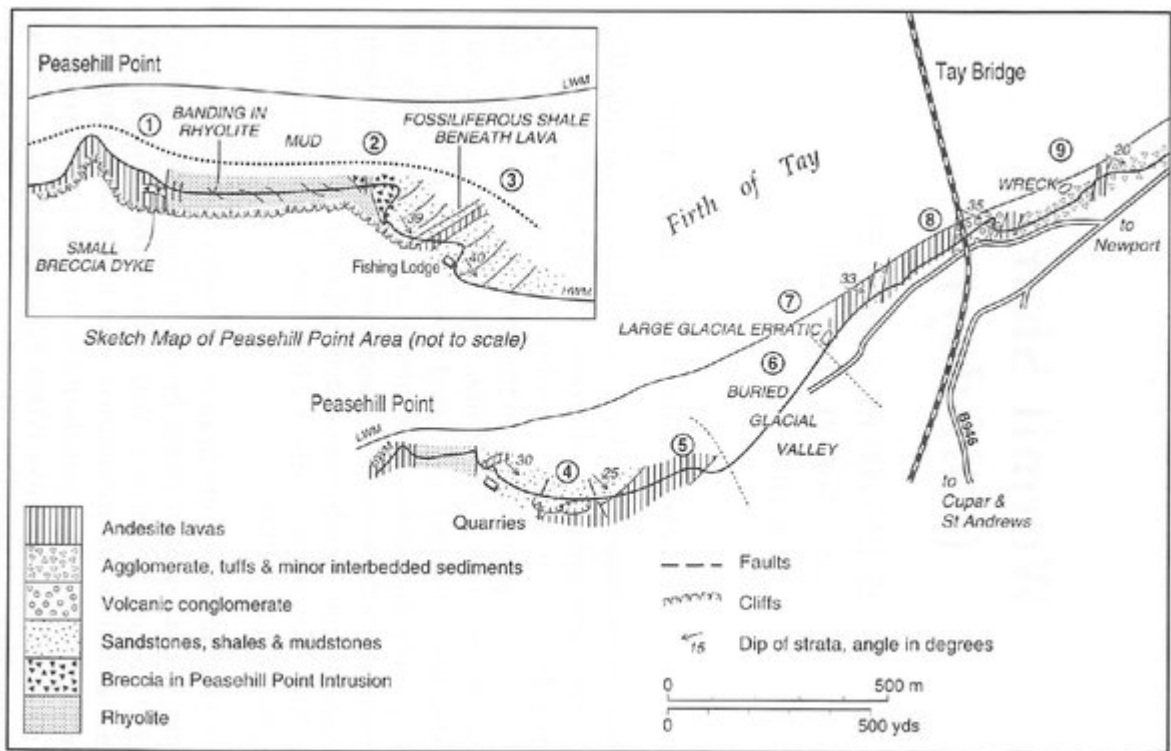 Peasehill Point
LWM
1
BANDING IN
RHYOLITE
MUD
2
FOSSILIFEROUS SHALE
BENEATH LAVA
3
39
40
SMALL
BRECCIA DYKE
Fishing Lodge
HWM
Sketch Map of Peasehill Point Area (not to scale)
Tay Bridge
Firth of Tay
9
20
WRECK
8
35
to
Newport
33
7
LARGE GLACIAL ERRATIC
6
BURIED
GLACIAL
VALLEY
B946
to
Cupar &
St Andrews
Peasehill Point
LWM
HWM
30
4
25
5
Quarries
Andesite lavas
Agglomerate, tuffs & minor interbedded sediments
Volcanic conglomerate
Sandstones, shales & mudstones
Breccia in Peasehill Point Intrusion
Rhyolite
Faults
Cliffs
15
Dip of strata, angle in degrees
0 500 m
0 500 yds